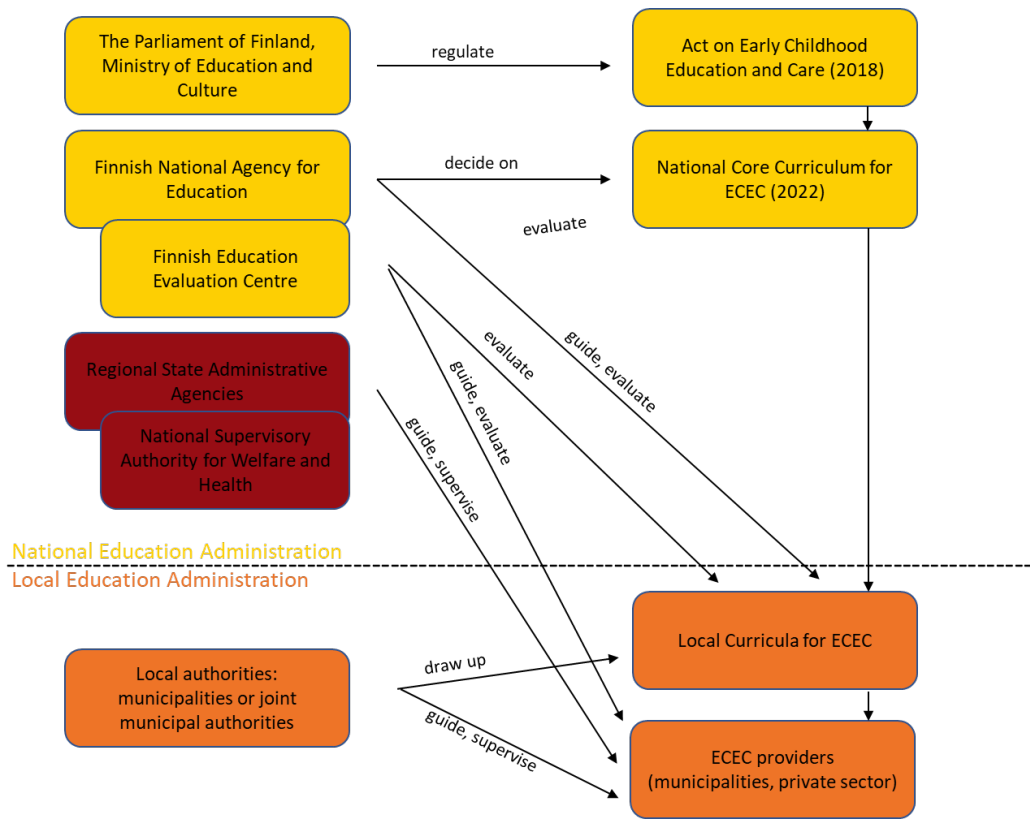 The Parliament of Finland,
Ministry of Education and
Culture
regulate
Act on Early Childhood
Education and Care (2018)
Finnish National Agency for
Education
decide on
National Core Curriculum for
ECEC (2022)
evaluate
Finnish Education
Evaluation Centre
evaluate
guide, evaluate
guide, evaluate
Regional State Administrative
Agencies
guide, supervise
National Supervisory
Authority for Welfare and
Health
National Education Administration
Local Education Administration
Local Curricula for ECEC
draw up
Local authorities:
municipalities or joint
municipal authorities
guide, supervise
ECEC providers
(municipalities, private sector)